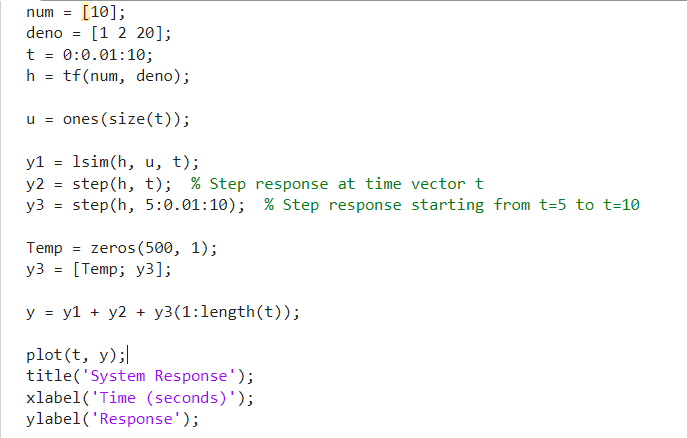 num = [10];
deno = [1 2 20];
t = 0:0.01:10;
h = tf(num, deno);
u = ones(size(t));
y1 = lsim(h, u, t);
y2 = step(h, t);  % Step response at time vector t
y3 = step(h, 5:0.01:10);  % Step response starting from t=5 to t=10
Temp = zeros(500, 1);
y3 = [Temp; y3];
y = y1 + y2 + y3(1:length(t));
plot(t, y);
title('System Response');
xlabel('Time (seconds)');
ylabel('Response');